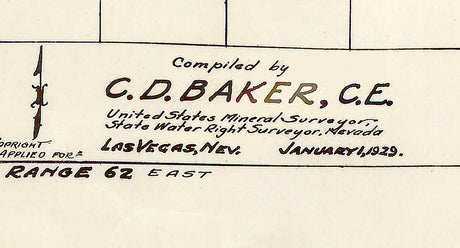 Compiled by
C.D. BAKER, C.E.
United States Mineral Surveyor,
State Water Right Surveyor, Nevada
LAS VEGAS, NEV. JANUARY 1, 1929.
OPYRIGHT
APPLIED FOR
RANGE 62 EAST